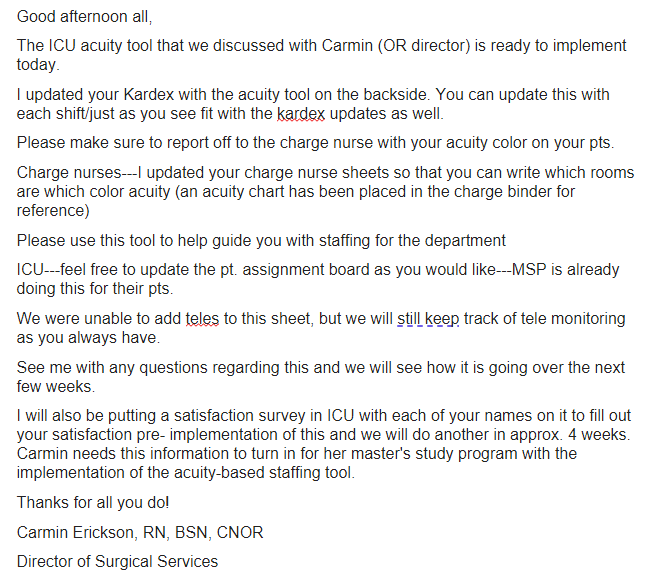 Good afternoon all,
The ICU acuity tool that we discussed with Carmin (OR director) is ready to implement
today.
I updated your Kardex with the acuity tool on the backside. You can update this with
each shift/just as you see fit with the kardex updates as well.
Please make sure to report off to the charge nurse with your acuity color on your pts.
Charge nurses---I updated your charge nurse sheets so that you can write which rooms
are which color acuity (an acuity chart has been placed in the charge binder for
reference)
Please use this tool to help guide you with staffing for the department
ICU---feel free to update the pt. assignment board as you would like---MSP is already
doing this for their pts.
We were unable to add teles to this sheet, but we will still keep track of tele monitoring
as you always have.
See me with any questions regarding this and we will see how it is going over the next
few weeks.
I will also be putting a satisfaction survey in ICU with each of your names on it to fill out
your satisfaction pre- implementation of this and we will do another in approx. 4 weeks.
Carmin needs this information to turn in for her master's study program with the
implementation of the acuity-based staffing tool.
Thanks for all you do!
Carmin Erickson, RN, BSN, CNOR
Director of Surgical Services